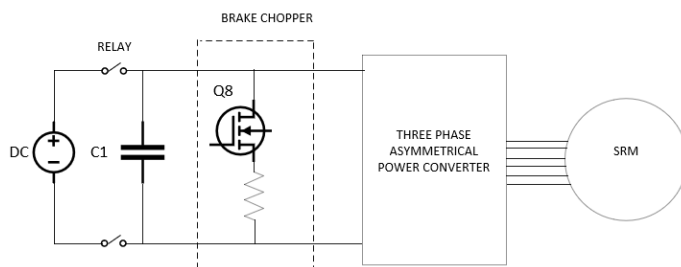 BRAKE CHOPPER
RELAY
Q8
DC
C1
THREE PHASE
ASYMMETRICAL
POWER CONVERTER
SRM